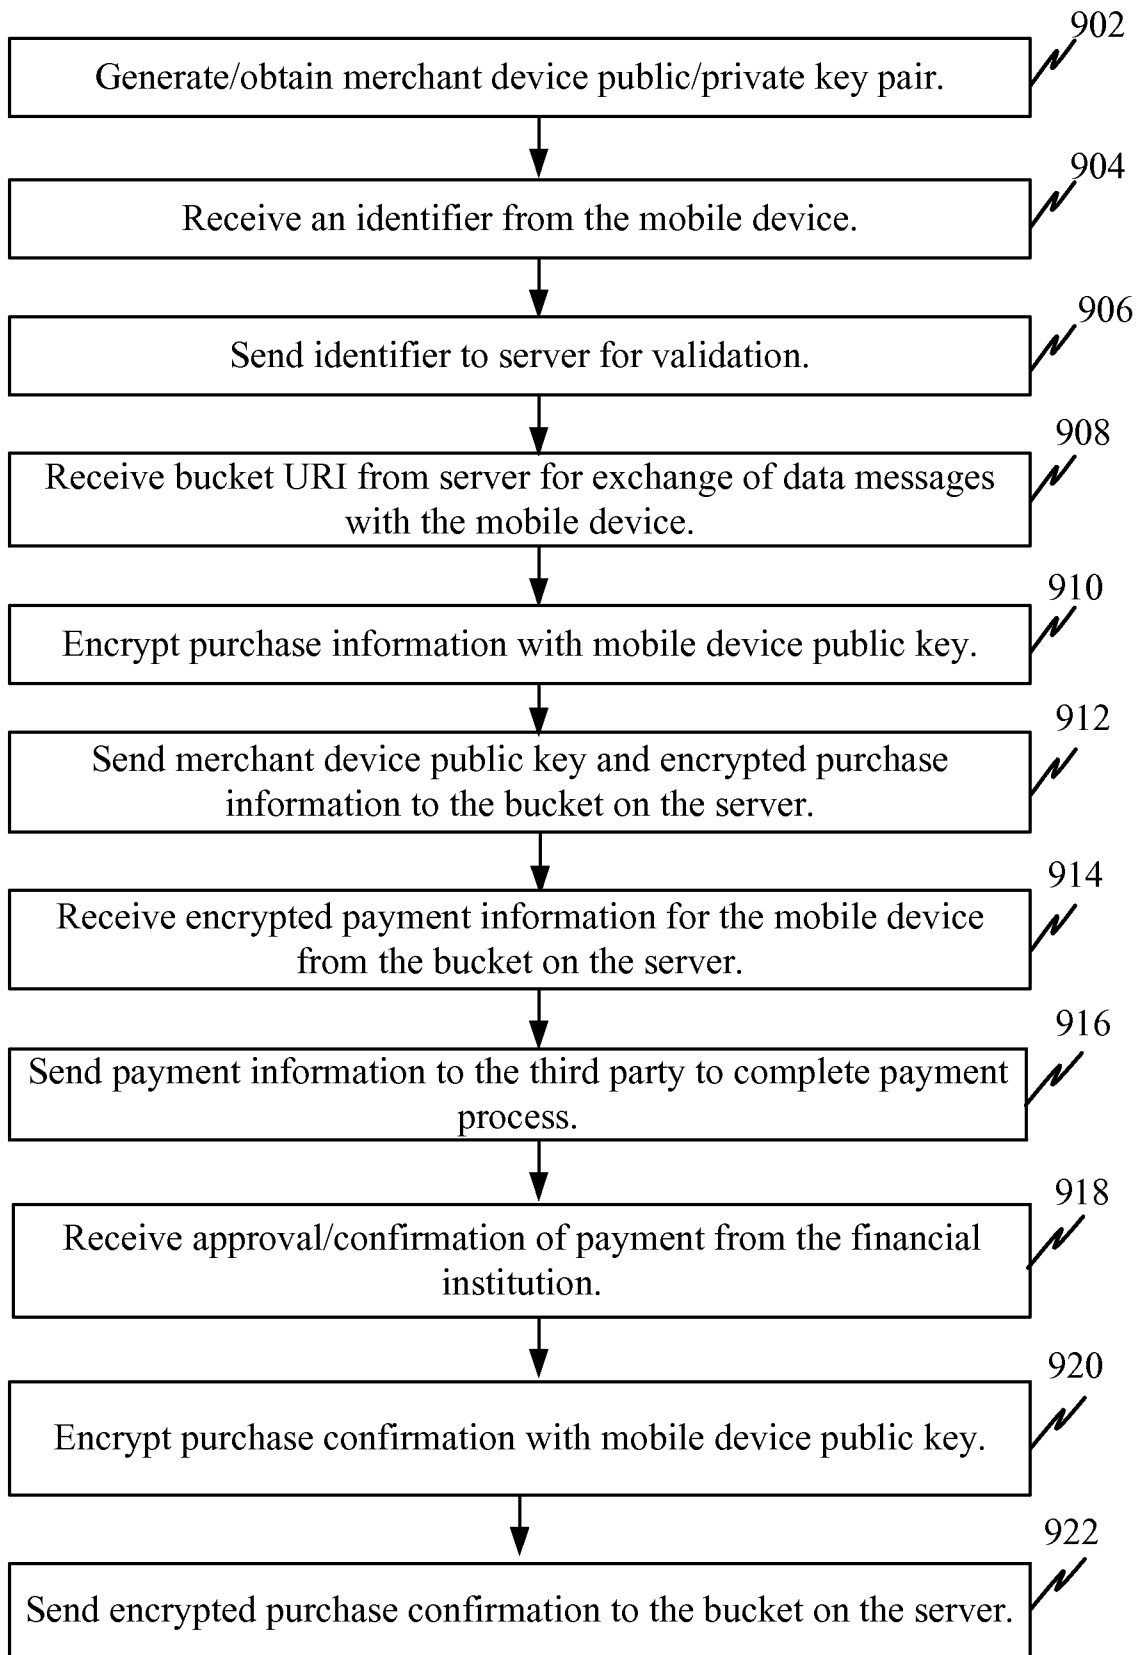 902
Generate/obtain merchant device public/private key pair.
904
Receive an identifier from the mobile device.
906
Send identifier to server for validation.
908
Receive bucket URI from server for exchange of data messages
with the mobile device.
910
Encrypt purchase information with mobile device public key.
912
Send merchant device public key and encrypted purchase
information to the bucket on the server.
914
Receive encrypted payment information for the mobile device
from the bucket on the server.
916
Send payment information to the third party to complete payment
process.
918
Receive approval/confirmation of payment from the financial
institution.
920
Encrypt purchase confirmation with mobile device public key.
922
Send encrypted purchase confirmation to the bucket on the server.